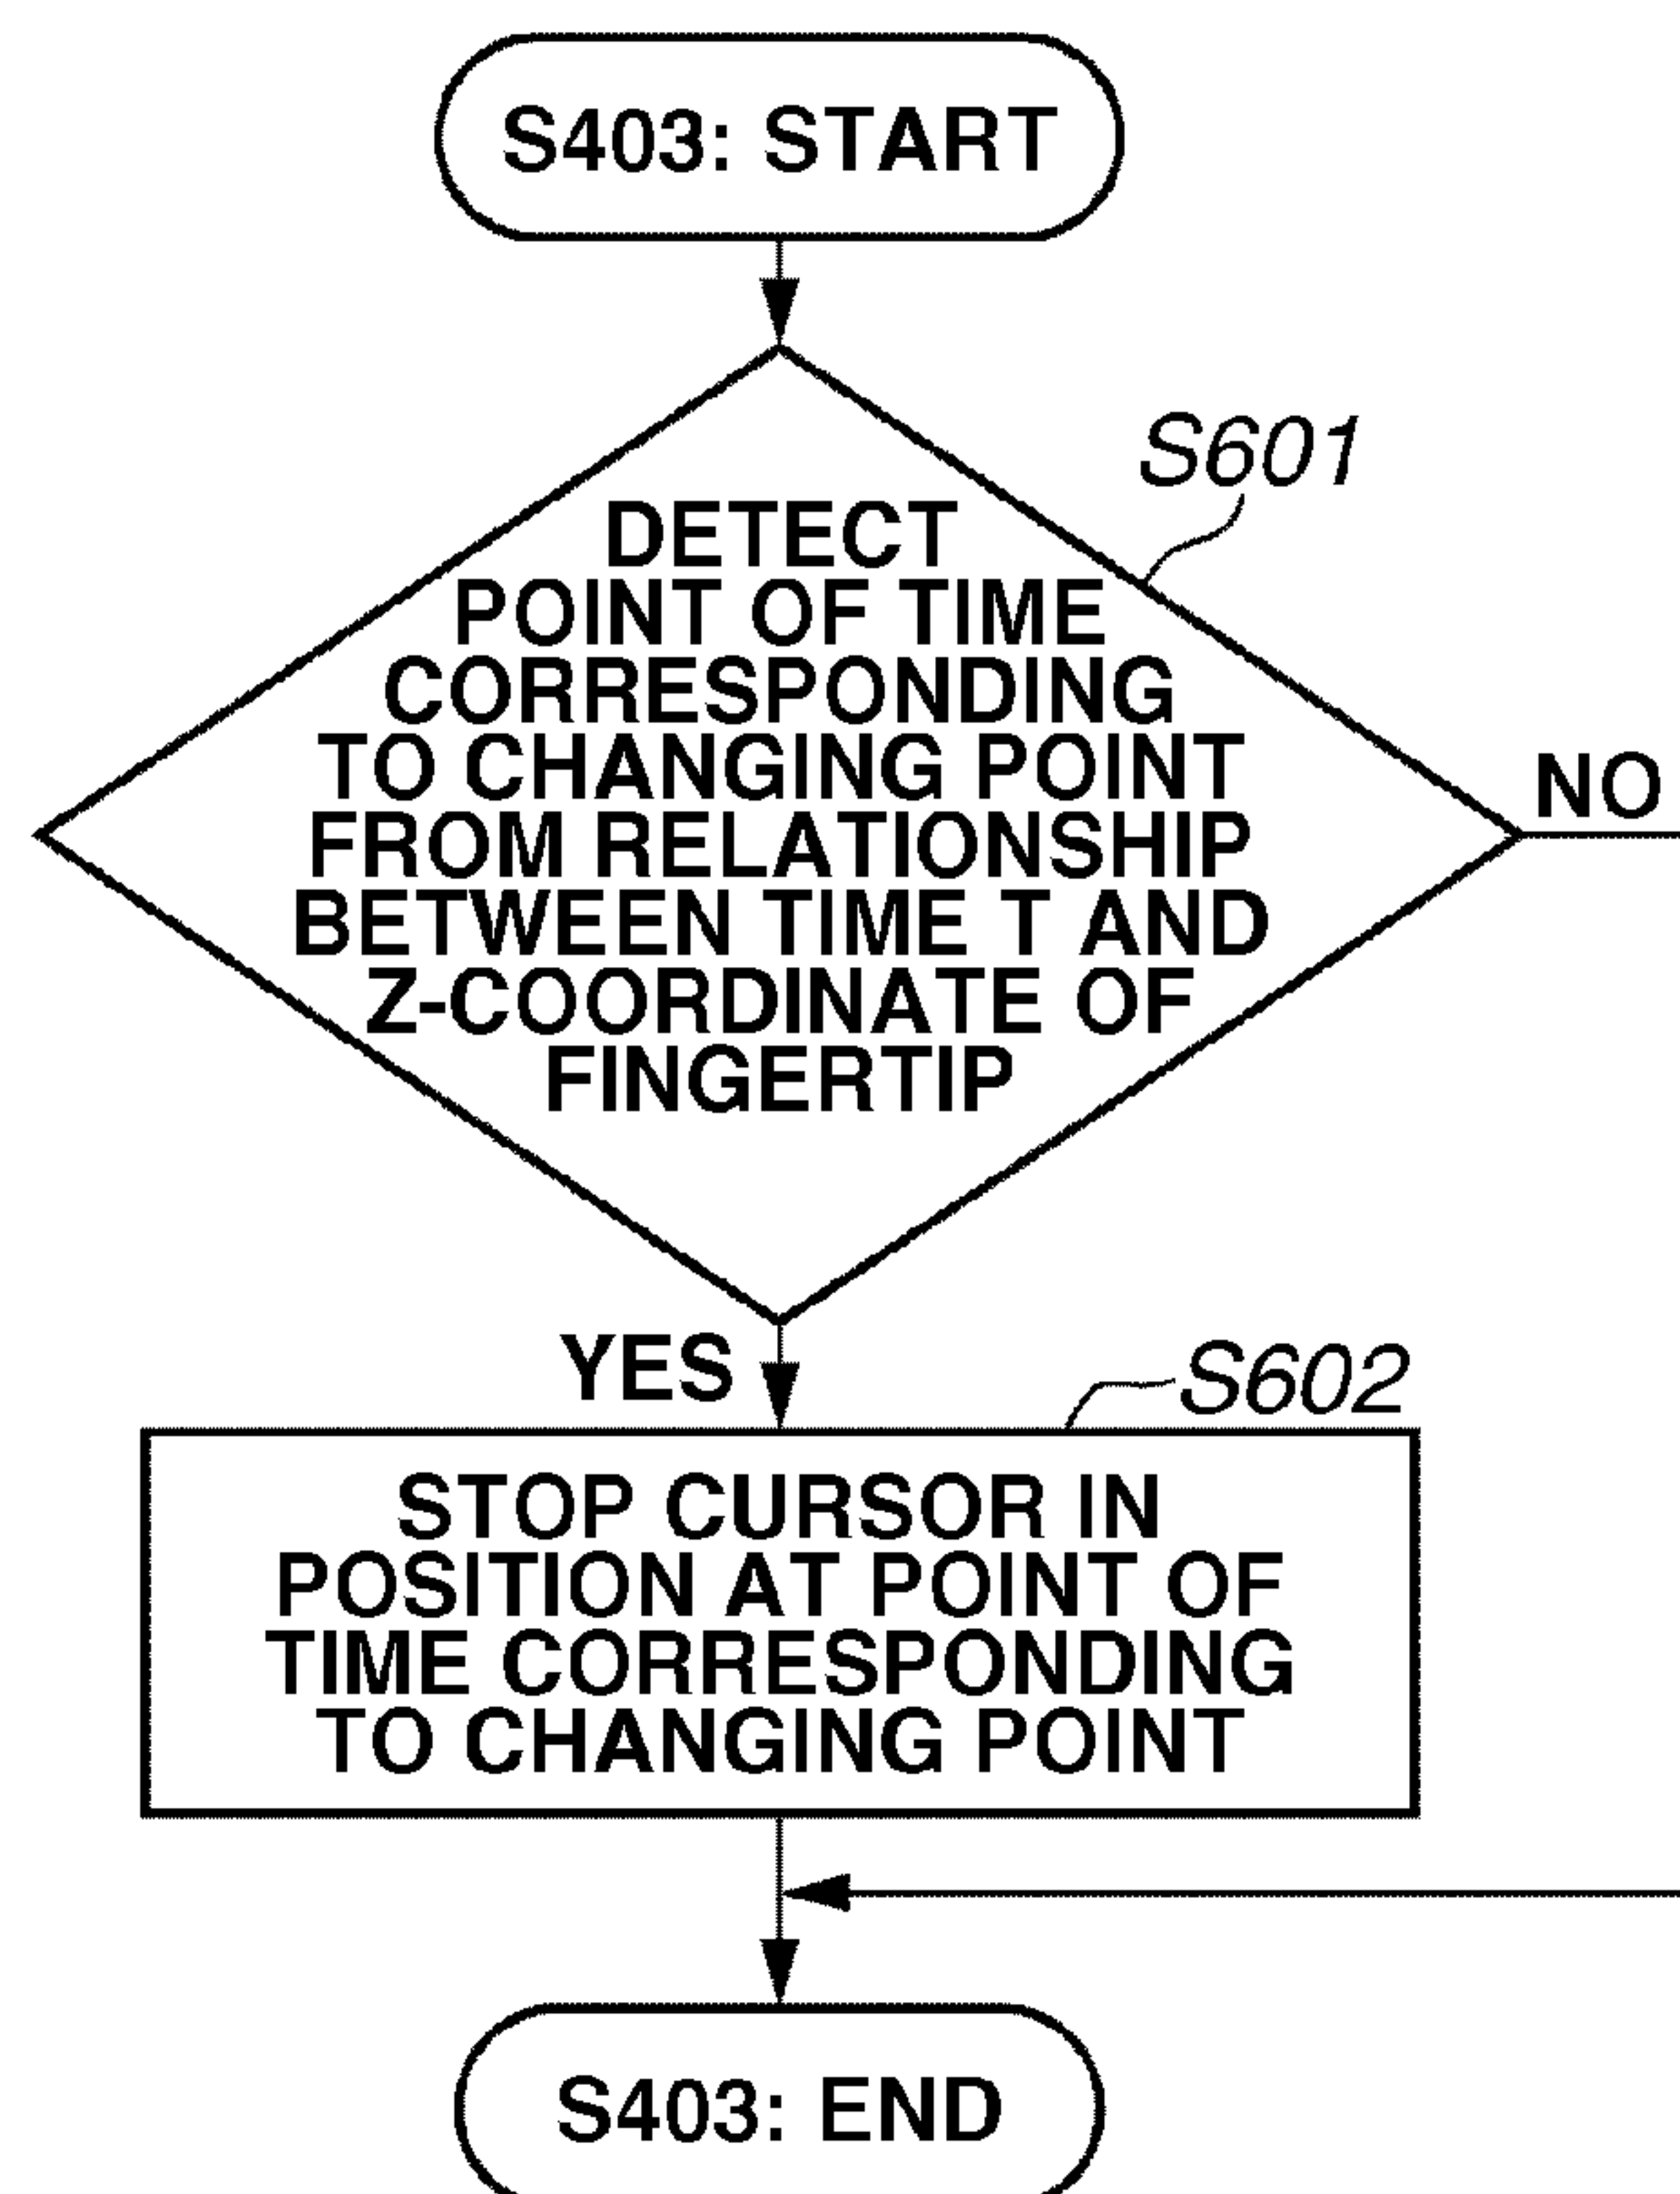 S403: START
S601
DETECT
POINT OF TIME
CORRESPONDING
TO CHANGING POINT
FROM RELATIONSHIP
BETWEEN TIME T AND
Z-COORDINATE OF
FINGERTIP
NO
YES
S602
STOP CURSOR IN
POSITION AT POINT OF
TIME CORRESPONDING
TO CHANGING POINT
S403: END